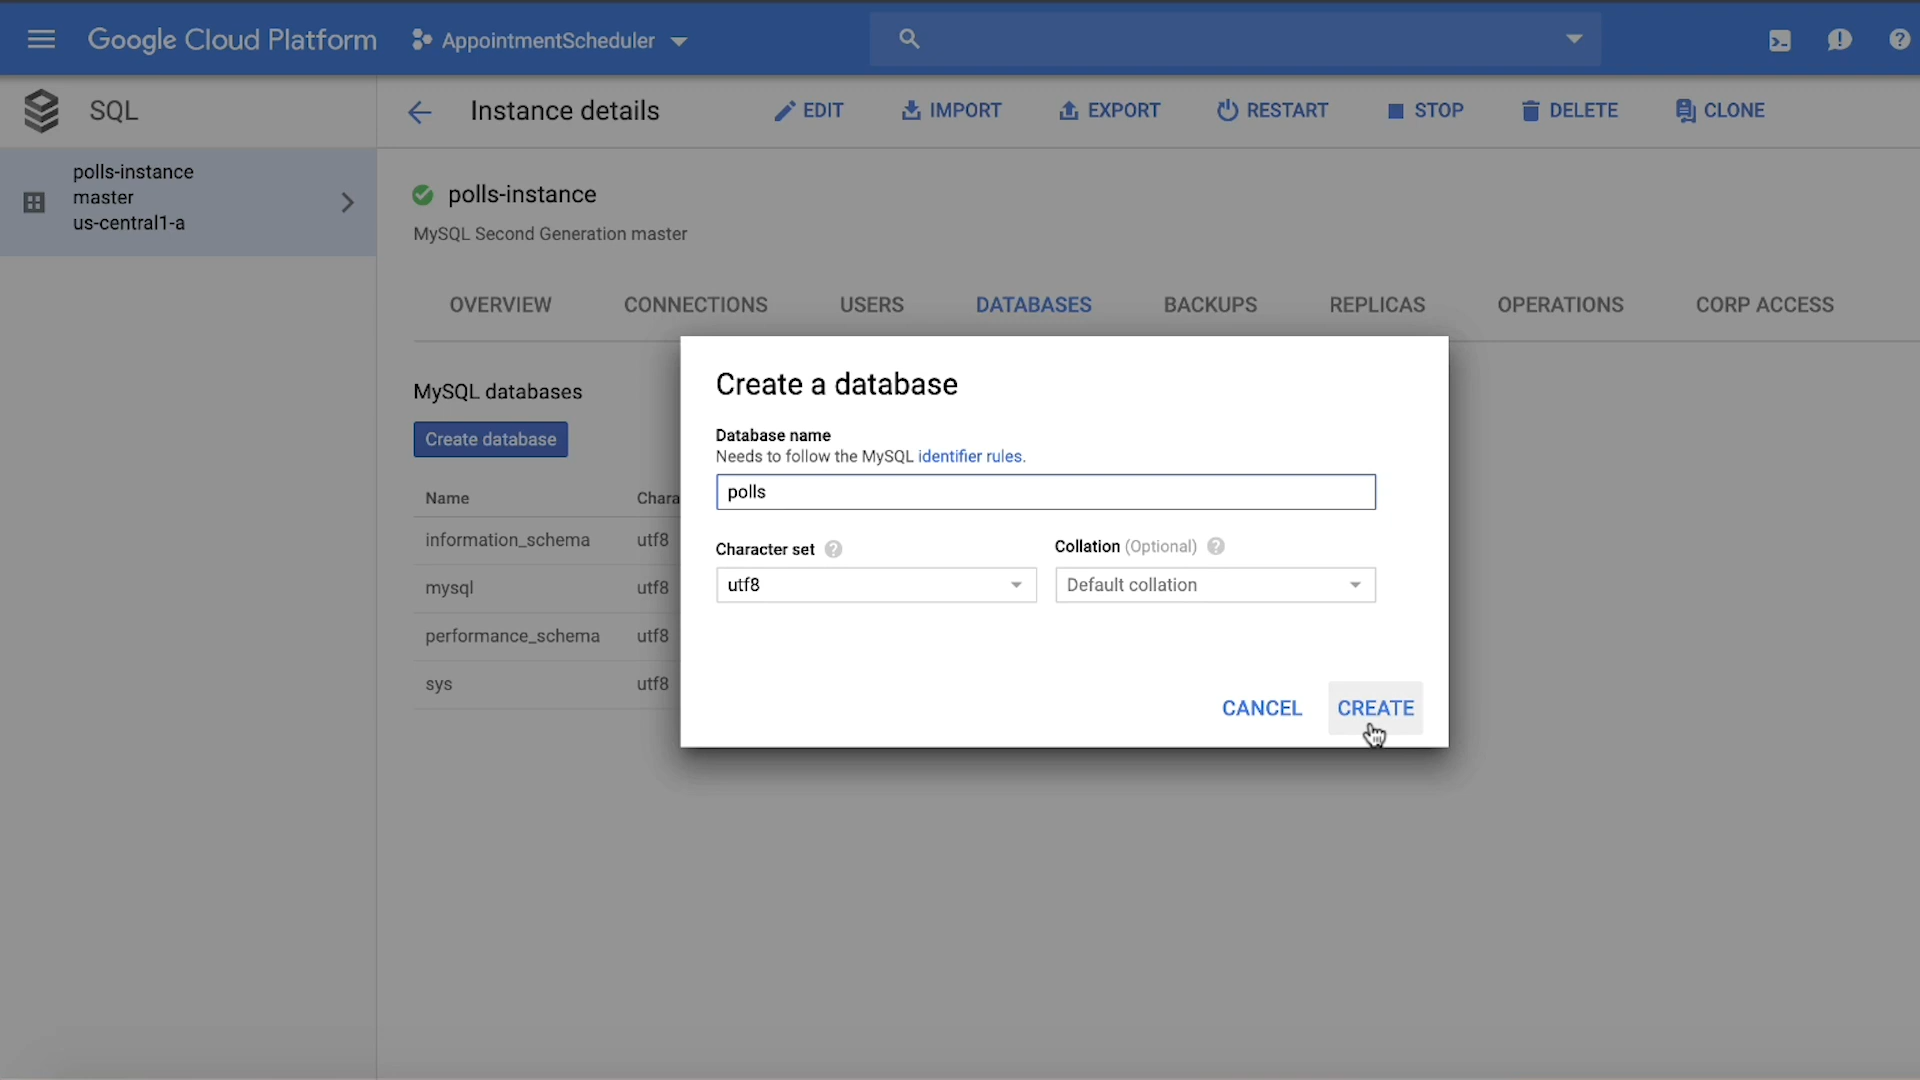 Google Cloud Platform
AppointmentScheduler
SQL
Instance details
EDIT
IMPORT
EXPORT
RESTART
STOP
DELETE
CLONE
polls-instance
master
us-central1-a
polls-instance
MySQL Second Generation master
OVERVIEW
CONNECTIONS
USERS
DATABASES
BACKUPS
REPLICAS
OPERATIONS
CORP ACCESS
MySQL databases
Create database
Name
Chara
information_schema
utf8
mysql
utf8
performance_schema
utf8
sys
utf8
Create a database
Database name
Needs to follow the MySQL identifier rules.
polls
Character set
Collation (Optional)
utf8
Default collation
CANCEL
CREATE